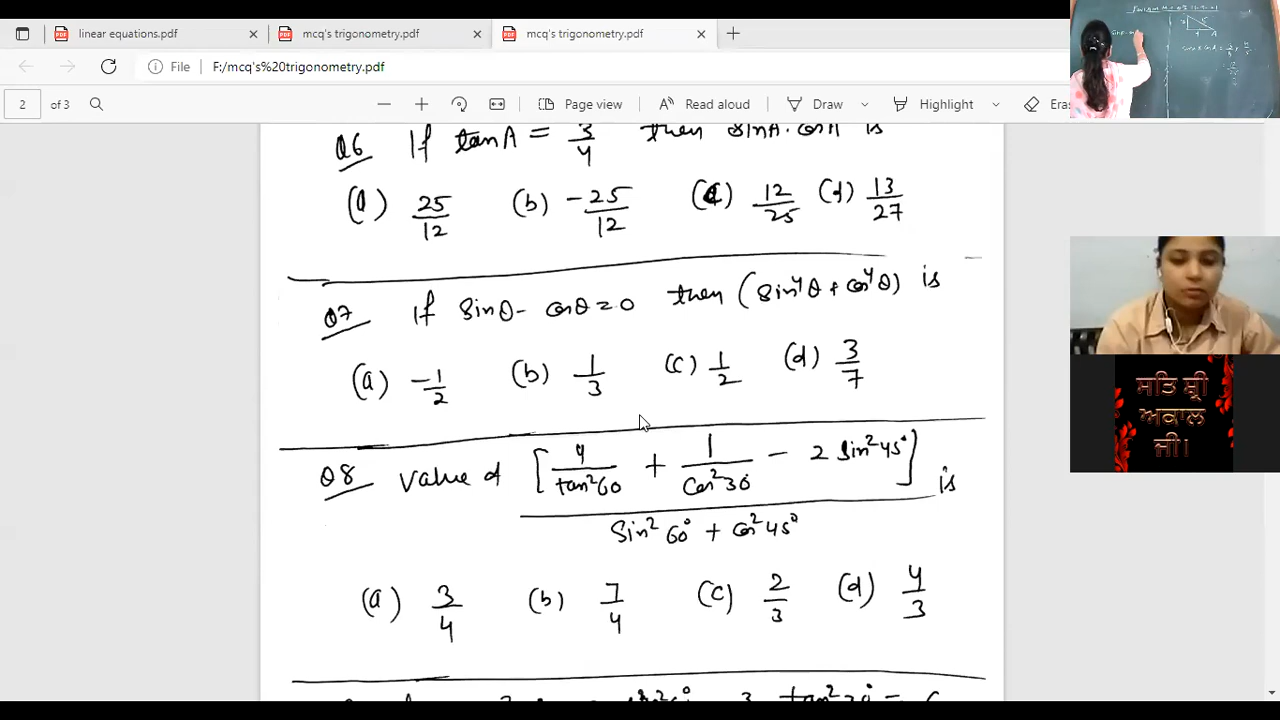 linear equations.pdf
mcq's trigonometry.pdf
mcq's trigonometry.pdf
File F:/mcq's%20trigonometry.pdf
2 of 3 Page view Read aloud Draw Highlight
Q6 If tanA = 3/4 then sinA·cosA is
(a) 25/12 (b) -25/12 (c) 12/25 (d) 13/27
Q7 If sinθ - cosθ = 0 then (sin⁴θ + cos⁴θ) is
(a) -1/2 (b) 1/3 (c) 1/2 (d) 3/7
Q8 Value of [4/tan²60 + 1/cos²30 - 2 sin²45°] is
sin²60° + cos²45°
(a) 3/4 (b) 7/4 (c) 2/3 (d) 4/3
ਸਤਿ ਸ਼੍ਰੀ
ਅਕਾਲ
ਜੀ।